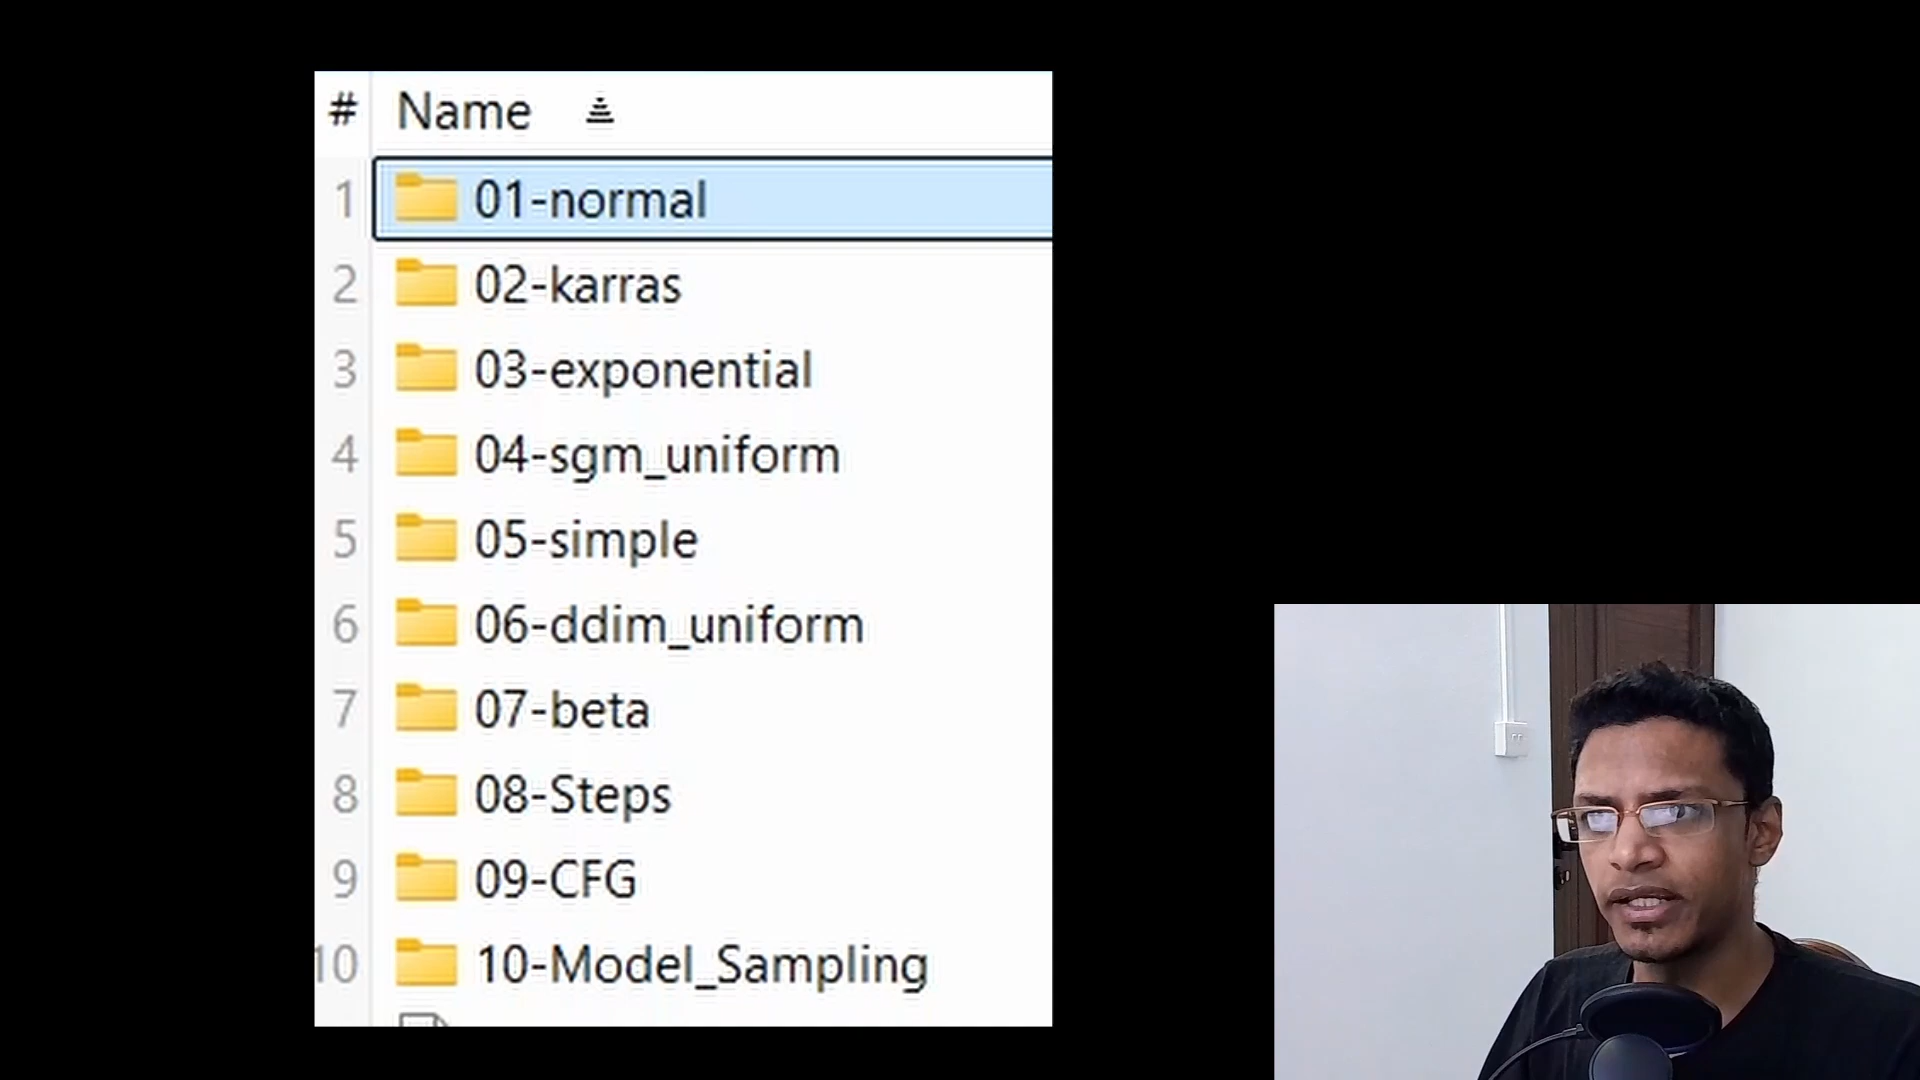 # Name
1 01-normal
2 02-karras
3 03-exponential
4 04-sgm_uniform
5 05-simple
6 06-ddim_uniform
7 07-beta
8 08-Steps
9 09-CFG
10 10-Model_Sampling